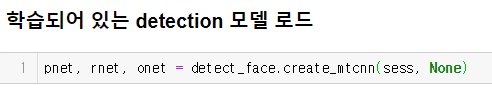 학습되어 있는 detection 모델 로드
1 pnet, rnet, onet = detect_face.create_mtcnn(sess, None)